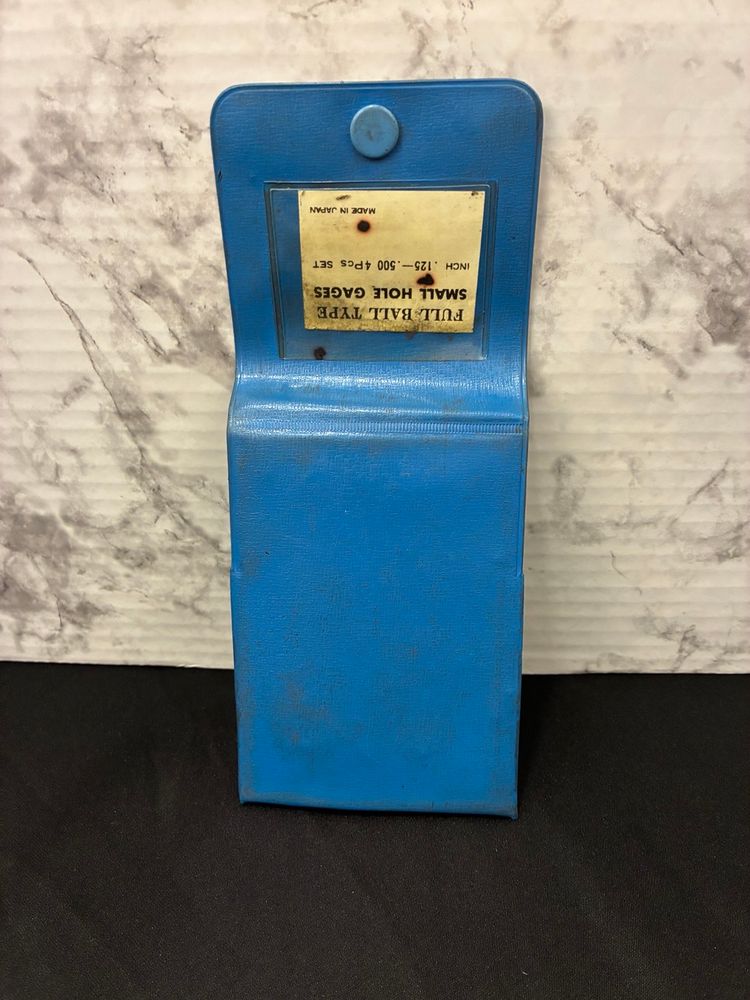 FULL BALL TYPE
SMALL HOLE GAGES
INCH .125—.500 4Pcs SET
MADE IN JAPAN